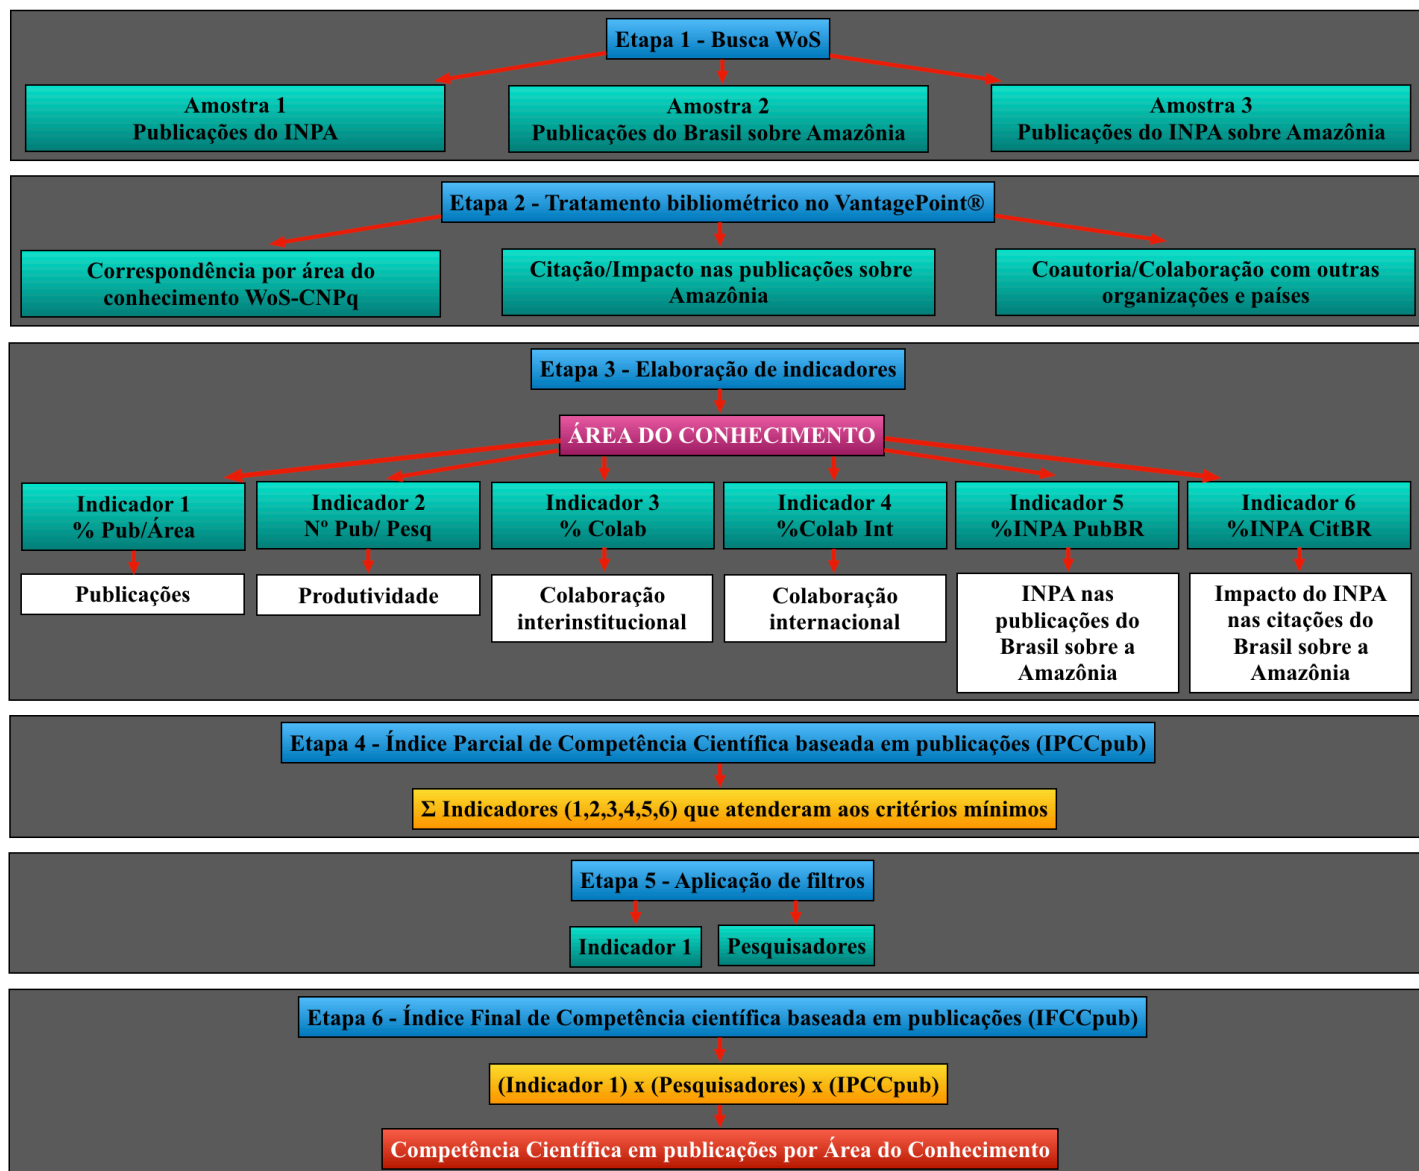 Etapa 1 - Busca WoS
Amostra 1
Publicações do INPA
Amostra 2
Publicações do Brasil sobre Amazônia
Amostra 3
Publicações do INPA sobre Amazônia
Etapa 2 - Tratamento bibliométrico no VantagePoint®
Correspondência por área do
conhecimento WoS-CNPq
Citação/Impacto nas publicações sobre
Amazônia
Coautoria/Colaboração com outras
organizações e países
Etapa 3 - Elaboração de indicadores
ÁREA DO CONHECIMENTO
Indicador 1
% Pub/Área
Indicador 2
Nº Pub/ Pesq
Indicador 3
% Colab
Indicador 4
%Colab Int
Indicador 5
%INPA PubBR
Indicador 6
%INPA CitBR
Publicações
Produtividade
Colaboração
interinstitucional
Colaboração
internacional
INPA nas
publicações do
Brasil sobre a
Amazônia
Impacto do INPA
nas citações do
Brasil sobre a
Amazônia
Etapa 4 - Índice Parcial de Competência Científica baseada em publicações (IPCCpub)
Σ Indicadores (1,2,3,4,5,6) que atenderam aos critérios mínimos
Etapa 5 - Aplicação de filtros
Indicador 1
Pesquisadores
Etapa 6 - Índice Final de Competência científica baseada em publicações (IFCCpub)
(Indicador 1) x (Pesquisadores) x (IPCCpub)
Competência Científica em publicações por Área do Conhecimento